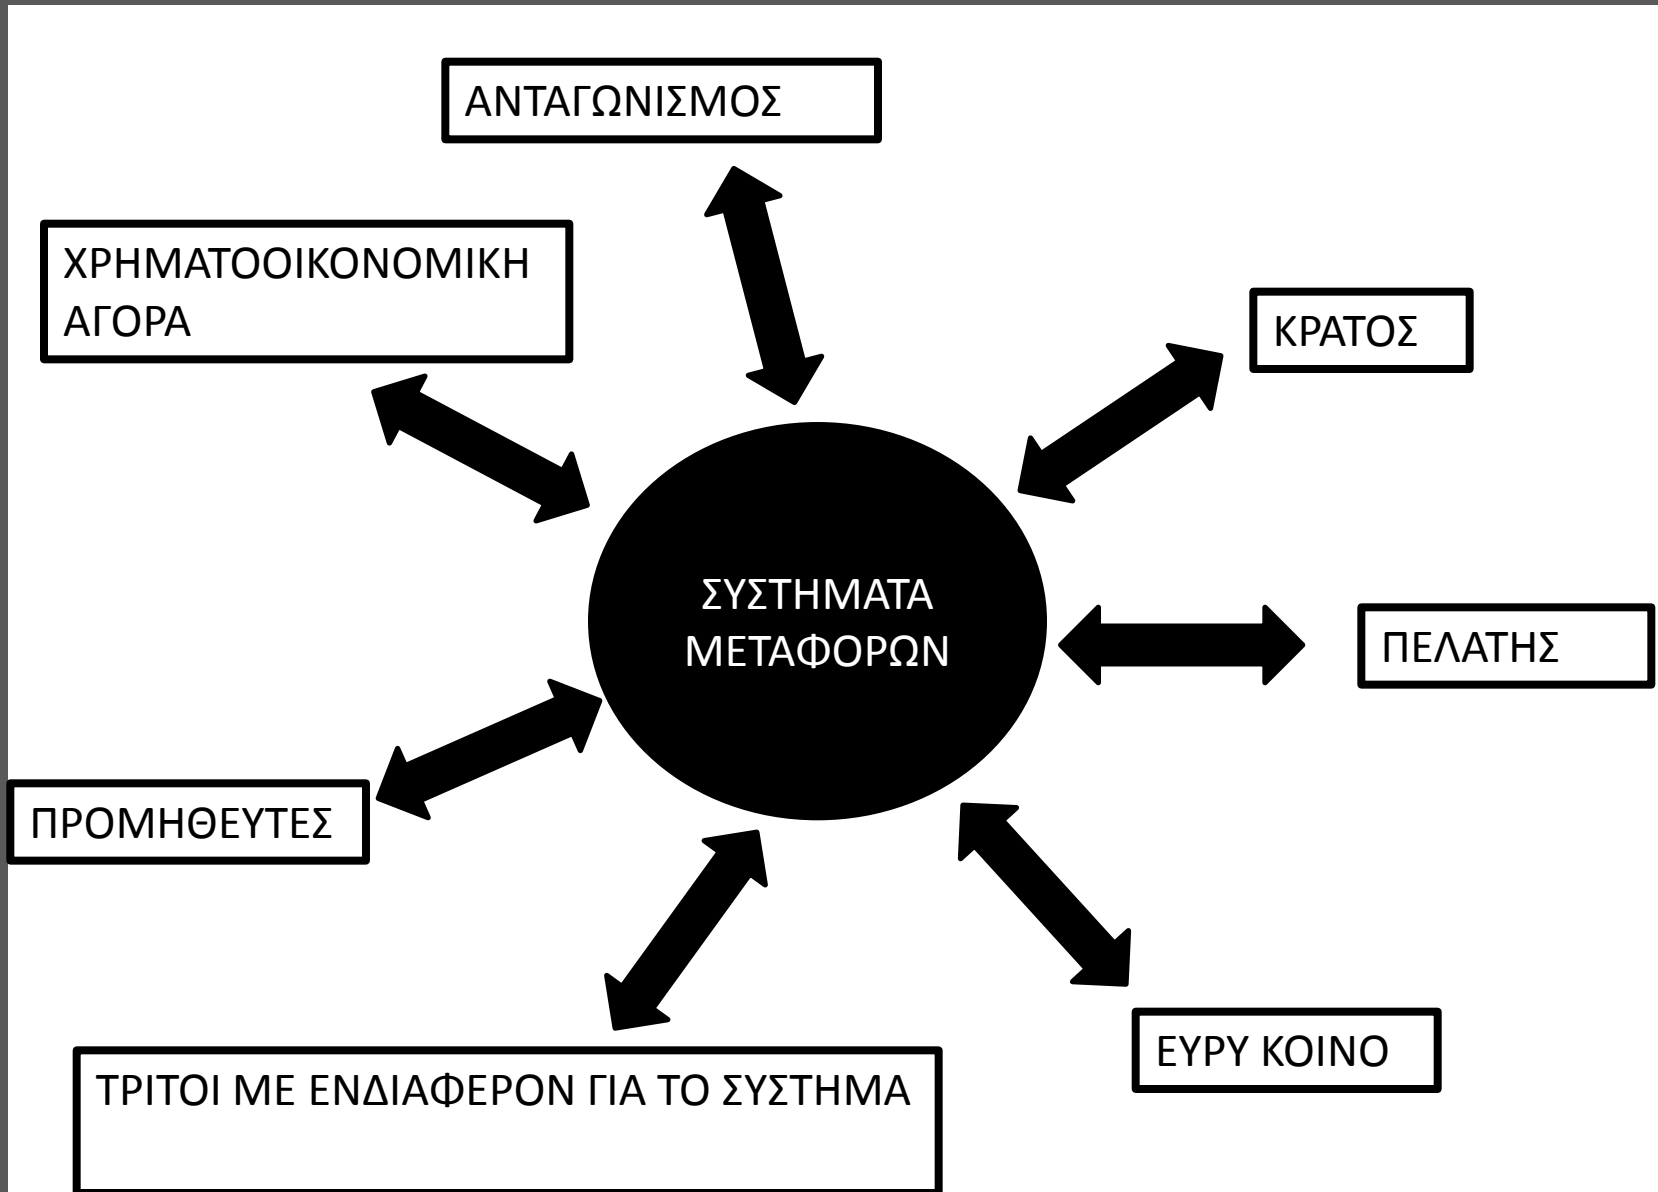 ΑΝΤΑΓΩΝΙΣΜΟΣ
ΧΡΗΜΑΤΟΟΙΚΟΝΟΜΙΚΗ
ΑΓΟΡΑ
ΚΡΑΤΟΣ
ΣΥΣΤΗΜΑΤΑ
ΜΕΤΑΦΟΡΩΝ
ΠΕΛΑΤΗΣ
ΠΡΟΜΗΘΕΥΤΕΣ
ΕΥΡΥ ΚΟΙΝΟ
ΤΡΙΤΟΙ ΜΕ ΕΝΔΙΑΦΕΡΟΝ ΓΙΑ ΤΟ ΣΥΣΤΗΜΑ